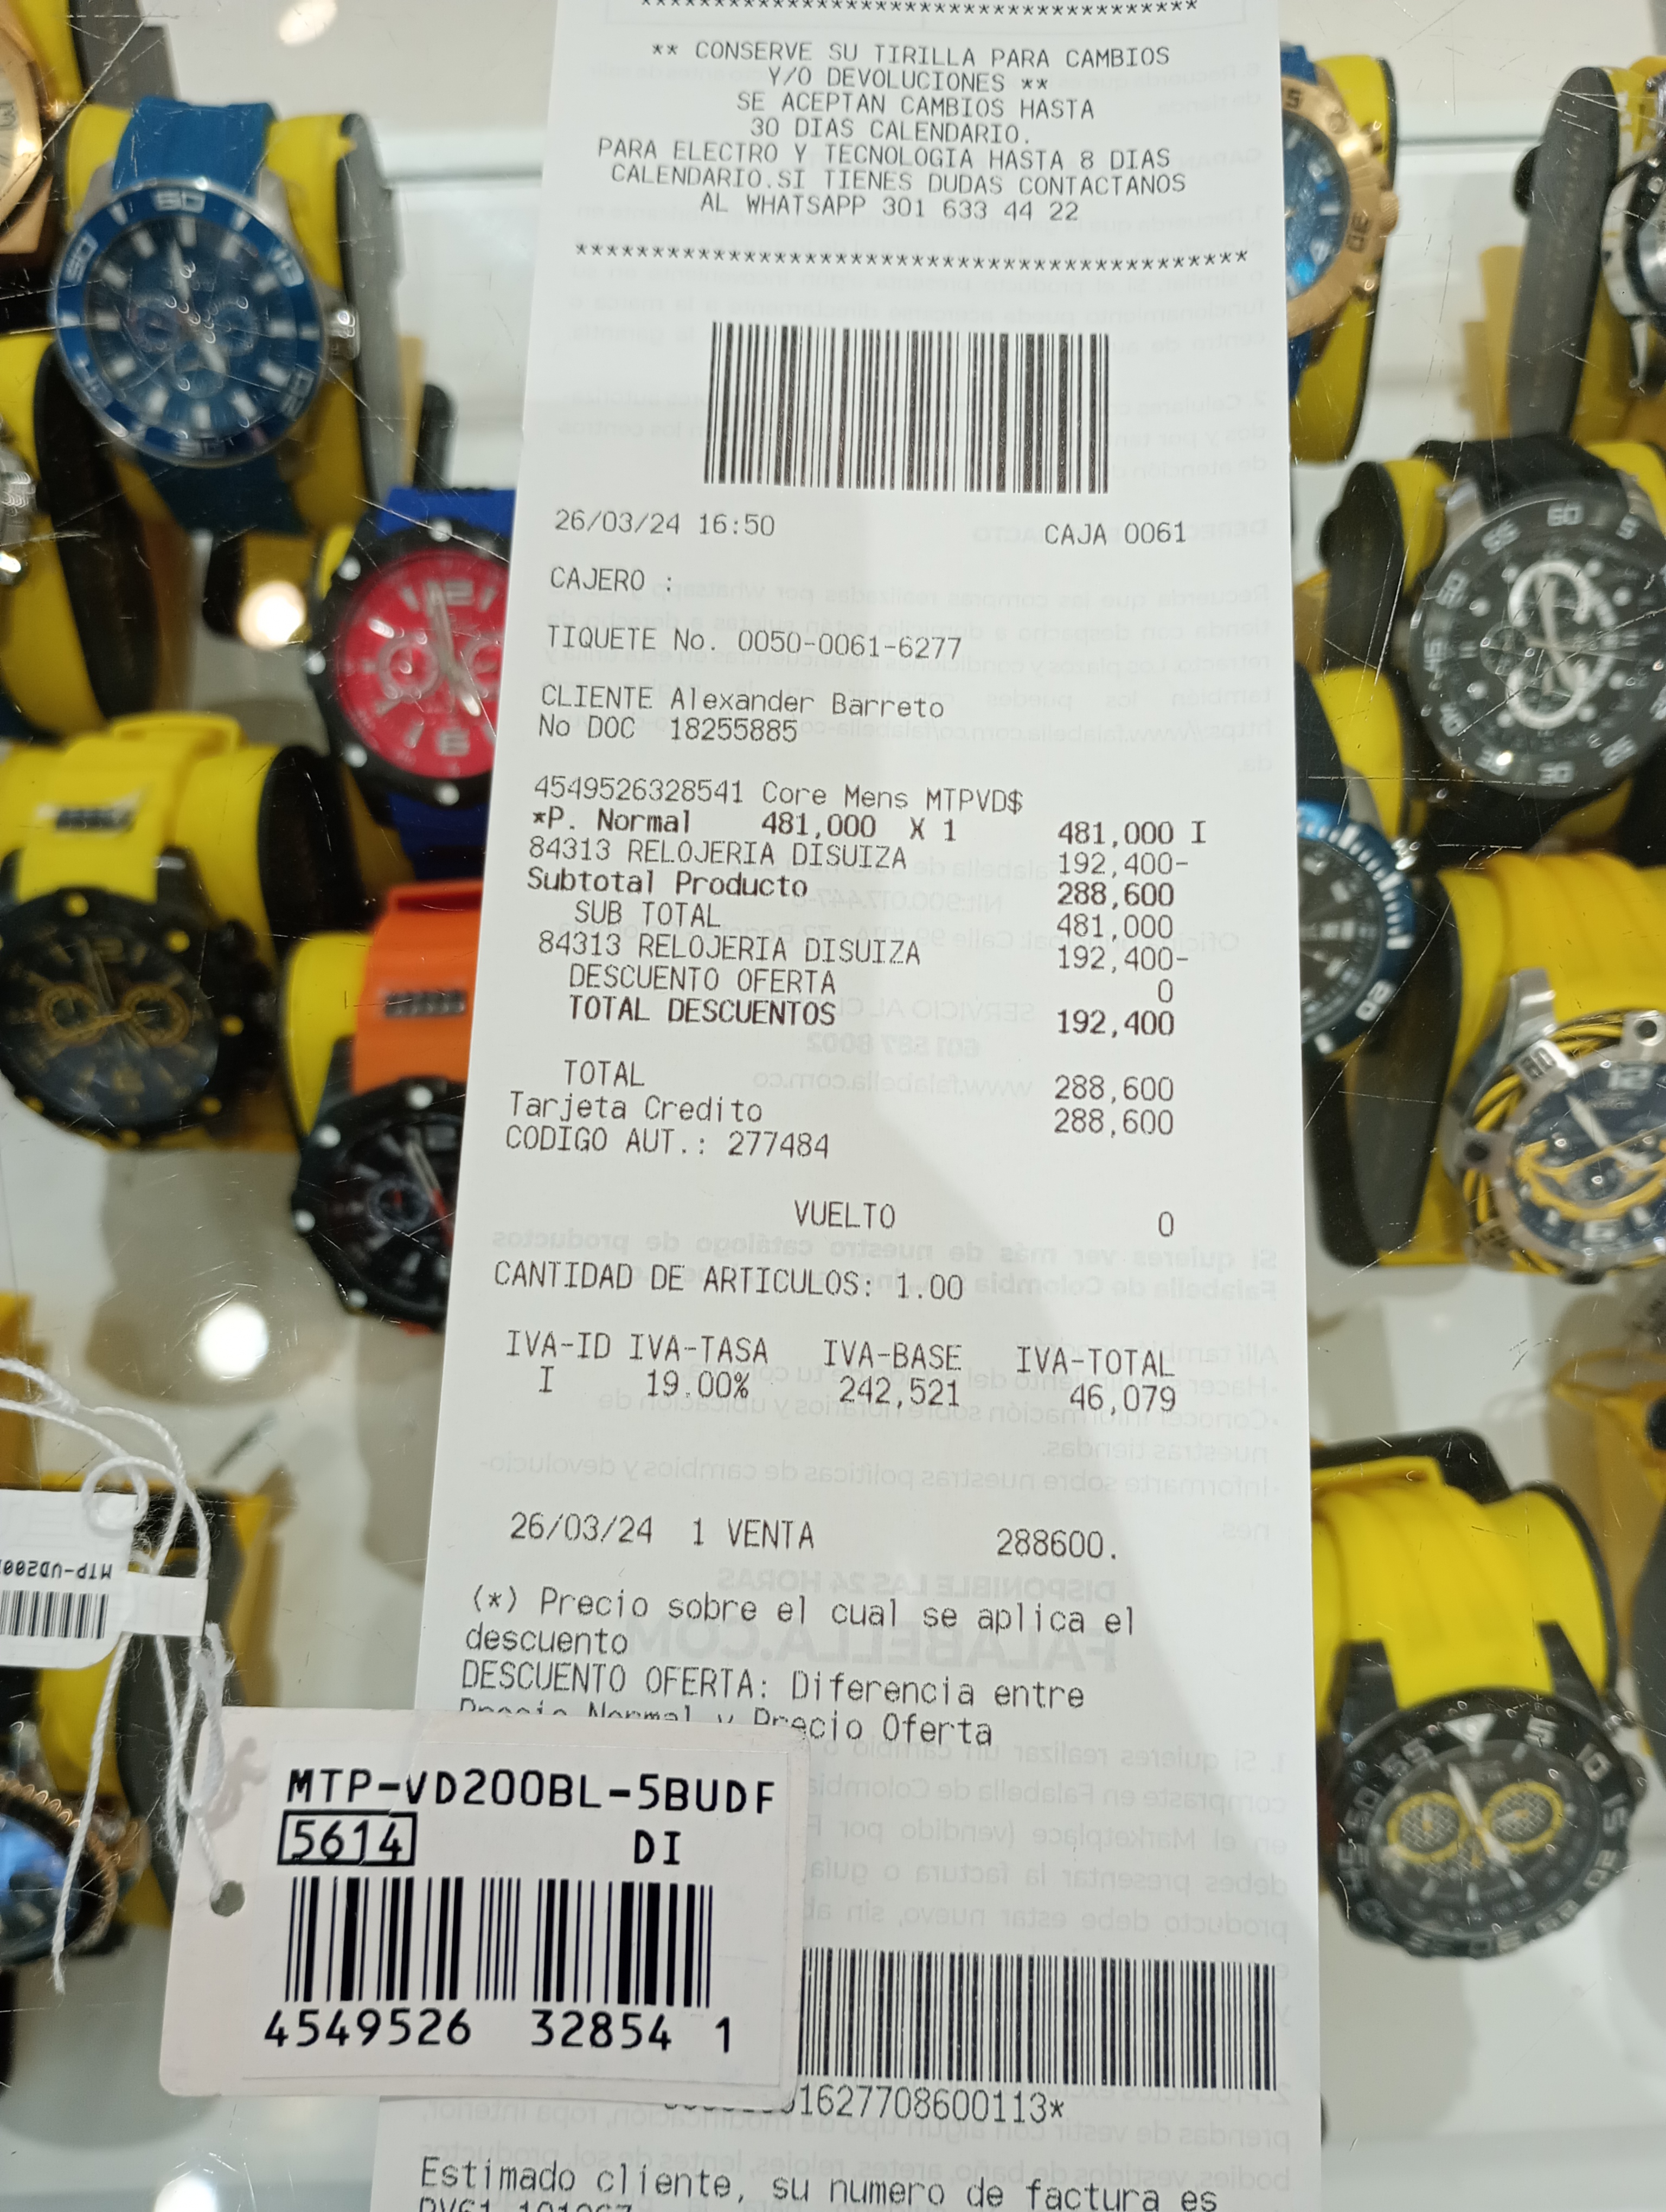 ******************************************
** CONSERVE SU TIRILLA PARA CAMBIOS
Y/O DEVOLUCIONES **
SE ACEPTAN CAMBIOS HASTA
30 DIAS CALENDARIO.
PARA ELECTRO Y TECNOLOGIA HASTA 8 DIAS
CALENDARIO.SI TIENES DUDAS CONTACTANOS
AL WHATSAPP 301 633 44 22
******************************************
26/03/24 16:50 CAJA 0061
CAJERO :
TIQUETE No. 0050-0061-6277
CLIENTE Alexander Barreto
No DOC 18255885
4549526328541 Core Mens MTPVD$
*P. Normal 481,000 X 1 481,000 I
84313 RELOJERIA DISUIZA 192,400-
Subtotal Producto 288,600
SUB TOTAL 481,000
84313 RELOJERIA DISUIZA 192,400-
DESCUENTO OFERTA 0
TOTAL DESCUENTOS 192,400
TOTAL 288,600
Tarjeta Credito 288,600
CODIGO AUT.: 277484
VUELTO 0
CANTIDAD DE ARTICULOS: 1.00
IVA-ID IVA-TASA IVA-BASE IVA-TOTAL
I 19.00% 242,521 46,079
26/03/24 1 VENTA 288600.
(*) Precio sobre el cual se aplica el
descuento
DESCUENTO OFERTA: Diferencia entre
Precio Normal y Precio Oferta
MTP-VD200BL-5BUDF
5614 DI
4549526 32854 1
1627708600113*
Estimado cliente, su numero de factura es